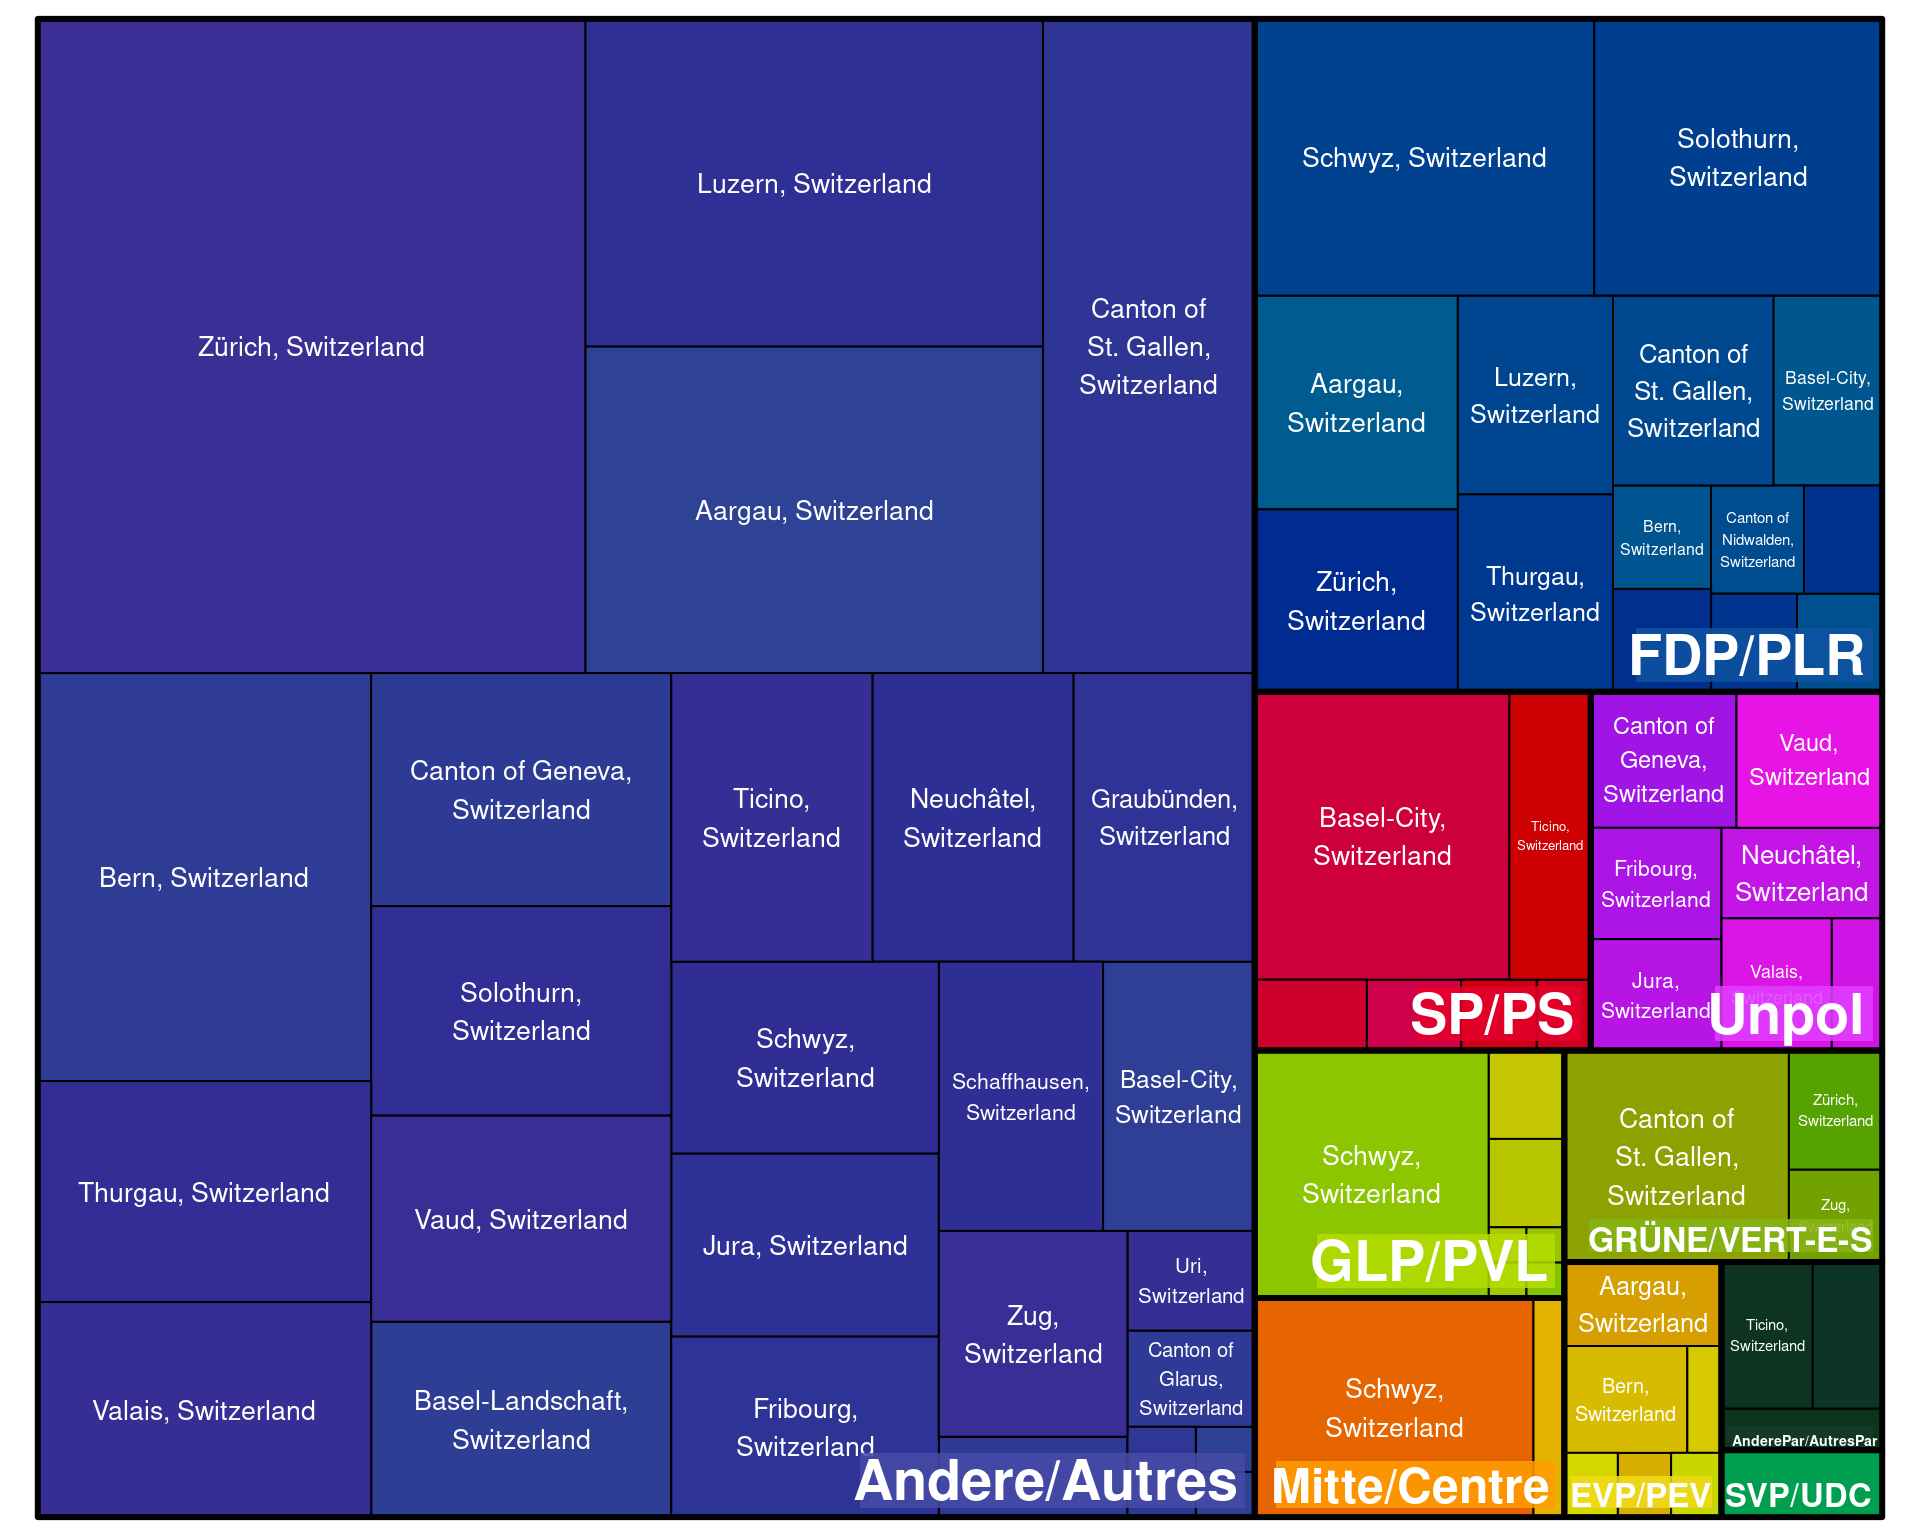 Zürich, Switzerland
Luzern, Switzerland
Aargau, Switzerland
Canton of
St. Gallen,
Switzerland
Bern, Switzerland
Thurgau, Switzerland
Valais, Switzerland
Canton of Geneva,
Switzerland
Solothurn,
Switzerland
Vaud, Switzerland
Basel-Landschaft,
Switzerland
Ticino,
Switzerland
Neuchâtel,
Switzerland
Graubünden,
Switzerland
Schwyz,
Switzerland
Jura, Switzerland
Fribourg,
Switzerland
Schaffhausen,
Switzerland
Basel-City,
Switzerland
Zug,
Switzerland
Uri,
Switzerland
Canton of
Glarus,
Switzerland
Andere/Autres
Schwyz, Switzerland
Solothurn,
Switzerland
Aargau,
Switzerland
Zürich,
Switzerland
Luzern,
Switzerland
Thurgau,
Switzerland
Canton of
St. Gallen,
Switzerland
Basel-City,
Switzerland
Bern,
Switzerland
Canton of
Nidwalden,
Switzerland
FDP/PLR
Basel-City,
Switzerland
Ticino,
Switzerland
SP/PS
Canton of
Geneva,
Switzerland
Vaud,
Switzerland
Fribourg,
Switzerland
Neuchâtel,
Switzerland
Jura,
Switzerland
Valais,
Switzerland
Unpol
Schwyz,
Switzerland
GLP/PVL
Canton of
St. Gallen,
Switzerland
Zürich,
Switzerland
Zug,
GRÜNE/VERT-E-S
Schwyz,
Switzerland
Mitte/Centre
Aargau,
Switzerland
Bern,
Switzerland
EVP/PEV
Ticino,
Switzerland
AnderePar/AutresPar
SVP/UDC